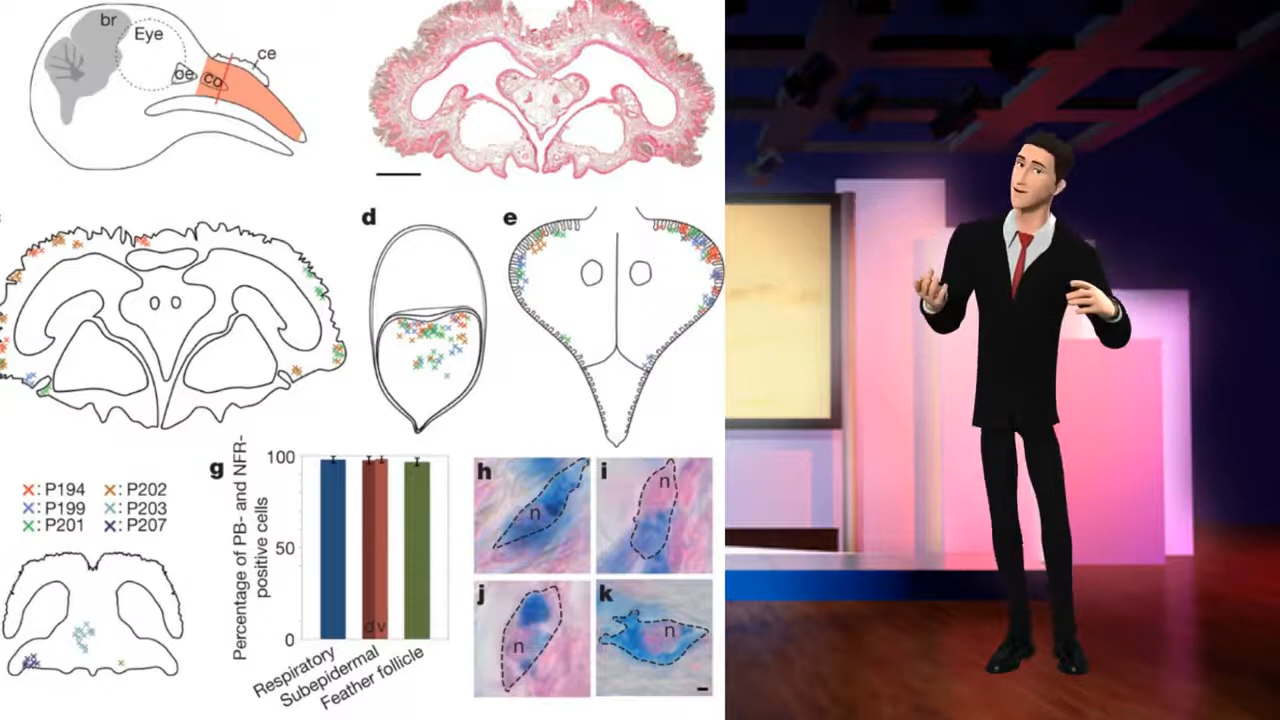 br
Eye
ce
oe
co
d
e
×: P194 ×: P202
×: P199 ×: P203
×: P201 ×: P207
g
Percentage of PB- and NFR-
positive cells
100
50
0
d v
Respiratory
Subepidermal
Feather follicle
h
n
i
n
j
n
k
n